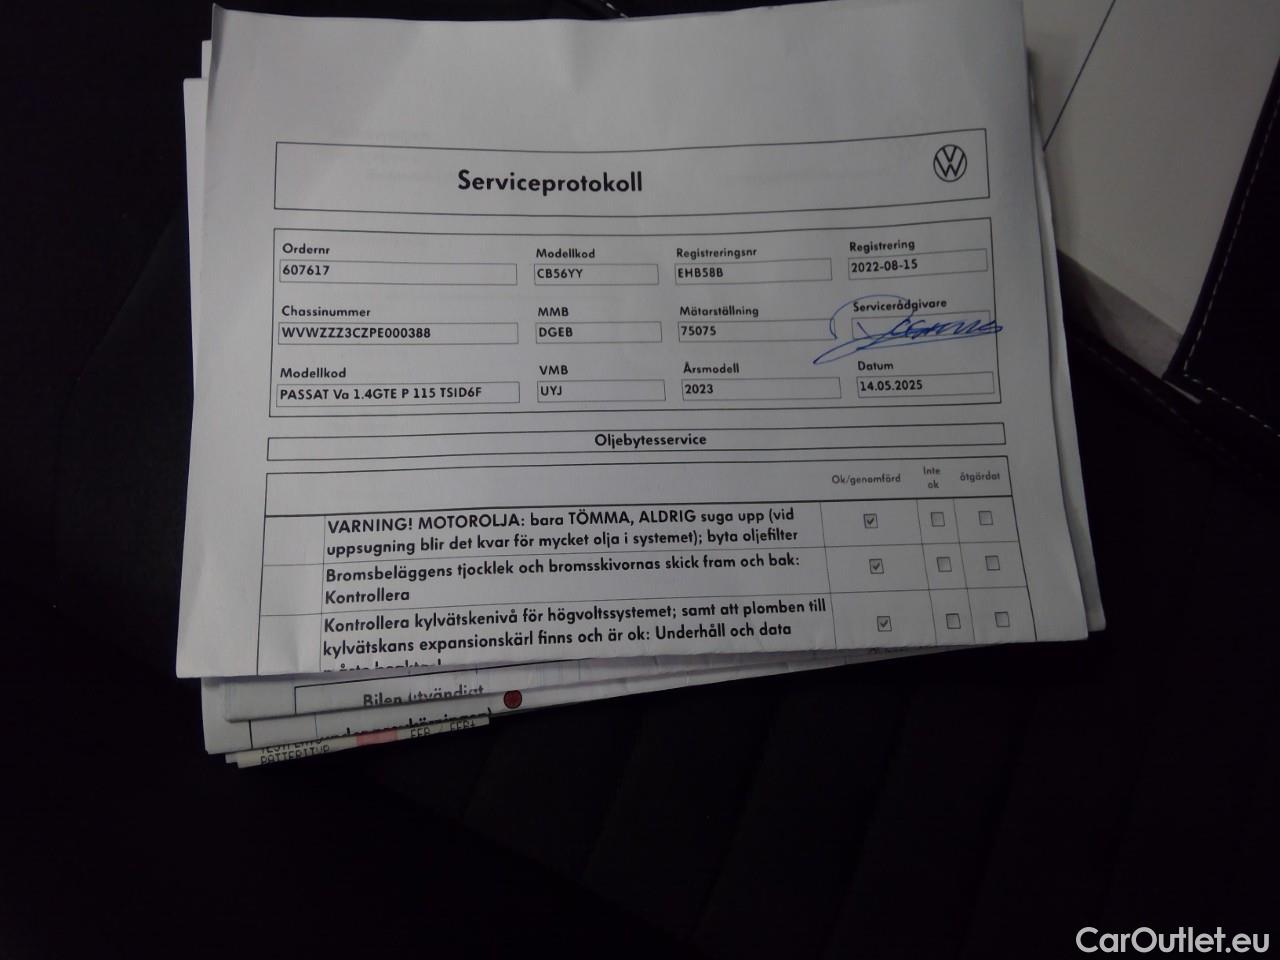 Serviceprotokoll
Ordernr Modellkod Registreringsnr Registrering
607617 CB56YY EHB58B 2022-08-15
Chassinummer MMB Mätarställning Servicerådgivare
WVWZZZ3CZPE000388 DGEB 75075
Modellkod VMB Årsmodell Datum
PASSAT Va 1.4GTE P 115 TSID6F UYJ 2023 14.05.2025
Oljebytesservice
Ok/genomförd Inte ok åtgärdat
VARNING! MOTOROLJA: bara TÖMMA, ALDRIG suga upp (vid
uppsugning blir det kvar för mycket olja i systemet); byta oljefilter
Bromsbeläggens tjocklek och bromsskivornas skick fram och bak:
Kontrollera
Kontrollera kylvätskenivå för högvoltssystemet; samt att plomben till
kylvätskans expansionskärl finns och är ok: Underhåll och data
Bilen utvändigt
EFB / EFB+
BATTERITYP
CarOutlet.eu